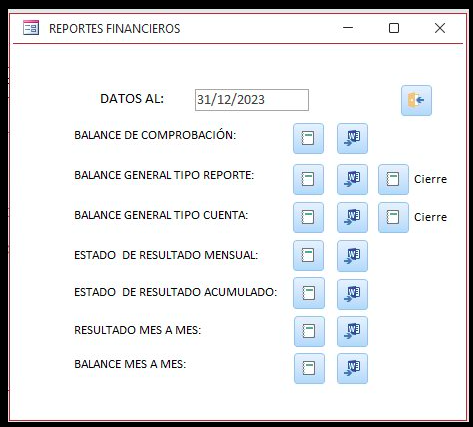 REPORTES FINANCIEROS
DATOS AL: 31/12/2023
BALANCE DE COMPROBACIÓN:
BALANCE GENERAL TIPO REPORTE: Cierre
BALANCE GENERAL TIPO CUENTA: Cierre
ESTADO DE RESULTADO MENSUAL:
ESTADO DE RESULTADO ACUMULADO:
RESULTADO MES A MES:
BALANCE MES A MES: